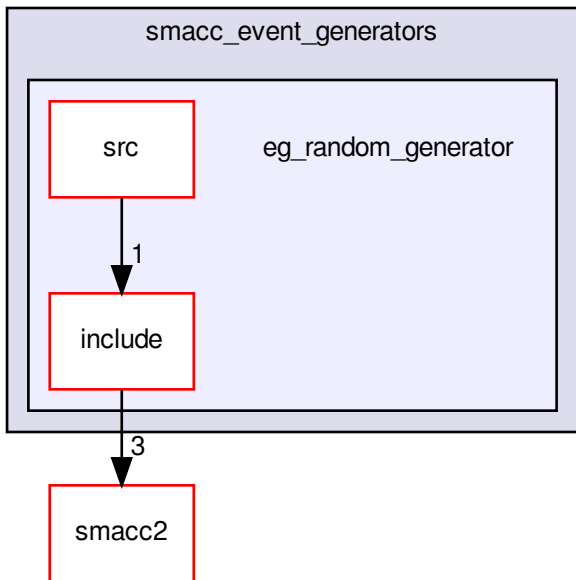 smacc_event_generators
src
eg_random_generator
1
include
3
smacc2